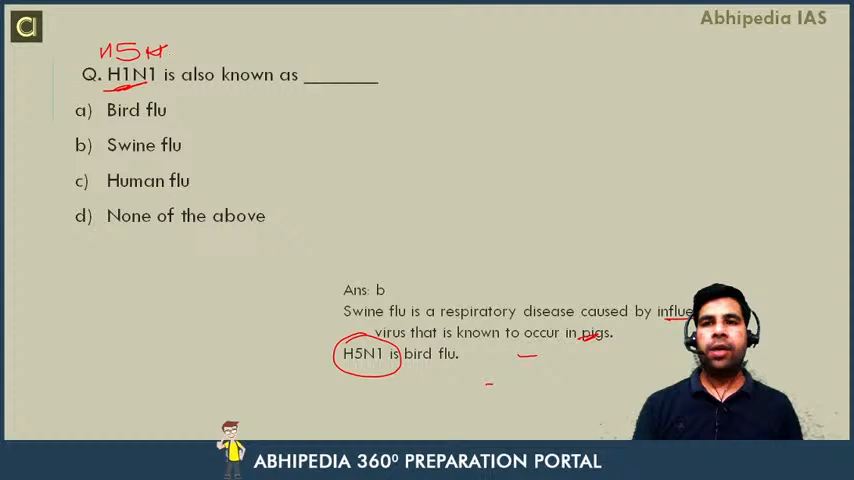 Abhipedia IAS
Q. H1N1 is also known as ________
a) Bird flu
b) Swine flu
c) Human flu
d) None of the above
Ans: b
Swine flu is a respiratory disease caused by influe
virus that is known to occur in pigs.
H5N1 is bird flu.
ABHIPEDIA 360⁰ PREPARATION PORTAL